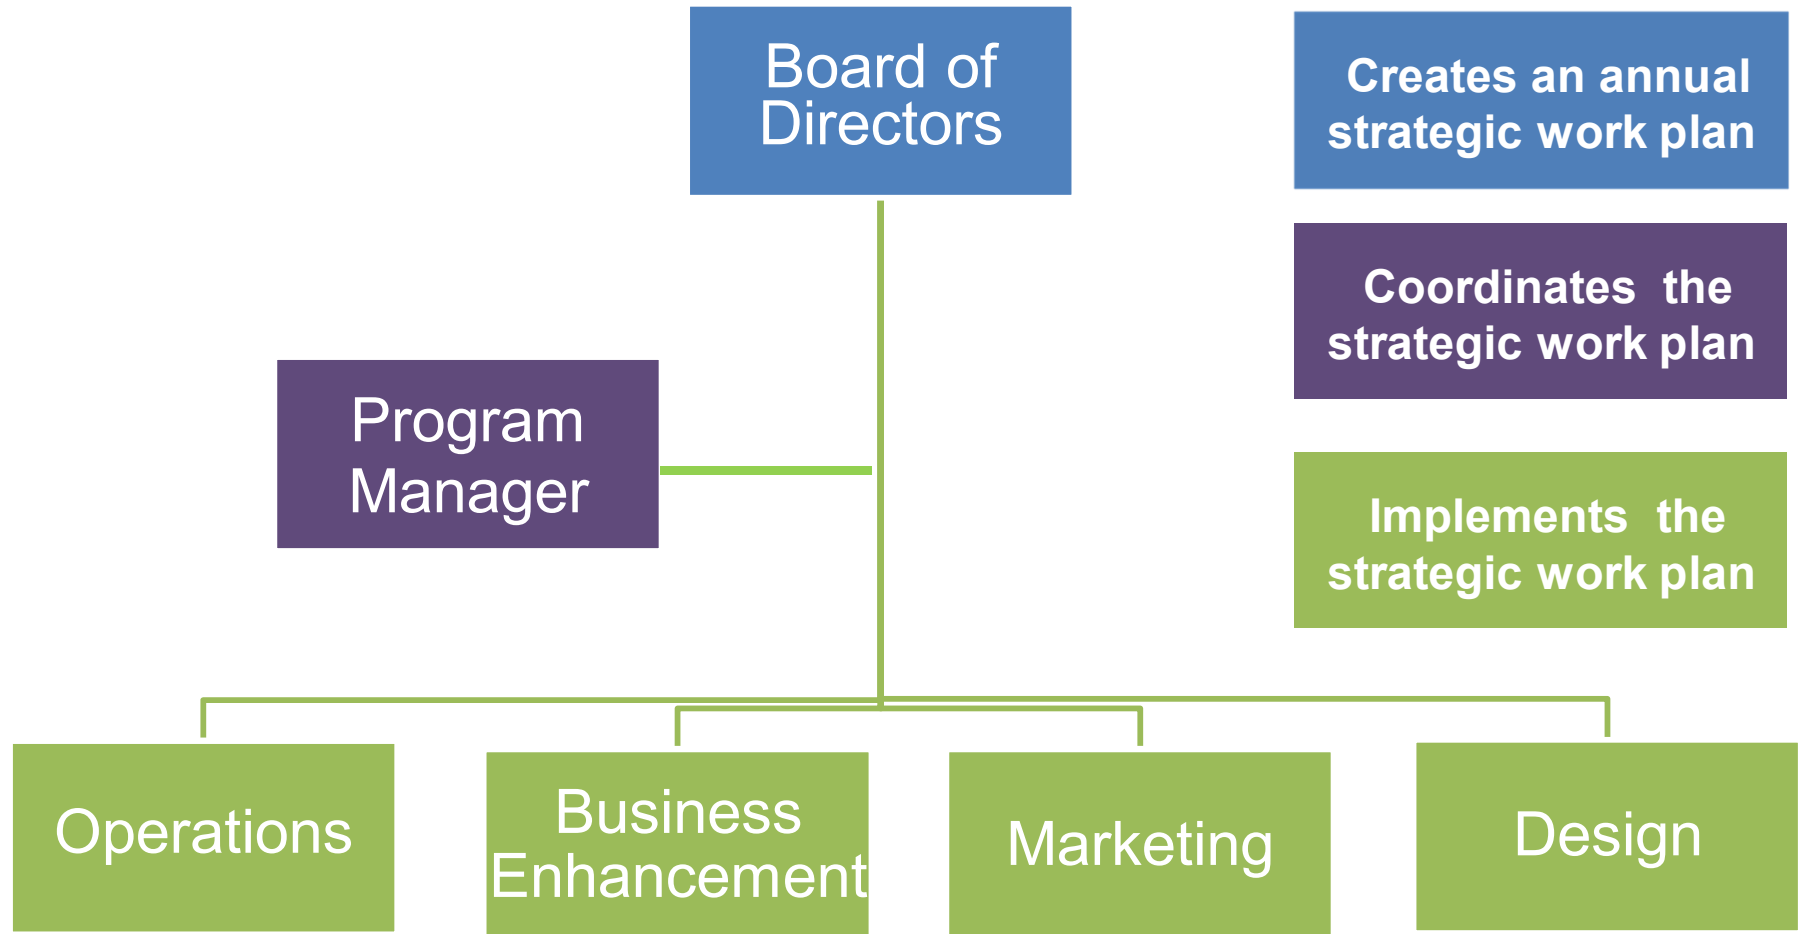 Board of
Directors
Creates an annual
strategic work plan
Coordinates  the
strategic work plan
Program
Manager
Implements  the
strategic work plan
Operations
Business
Enhancement
Marketing
Design